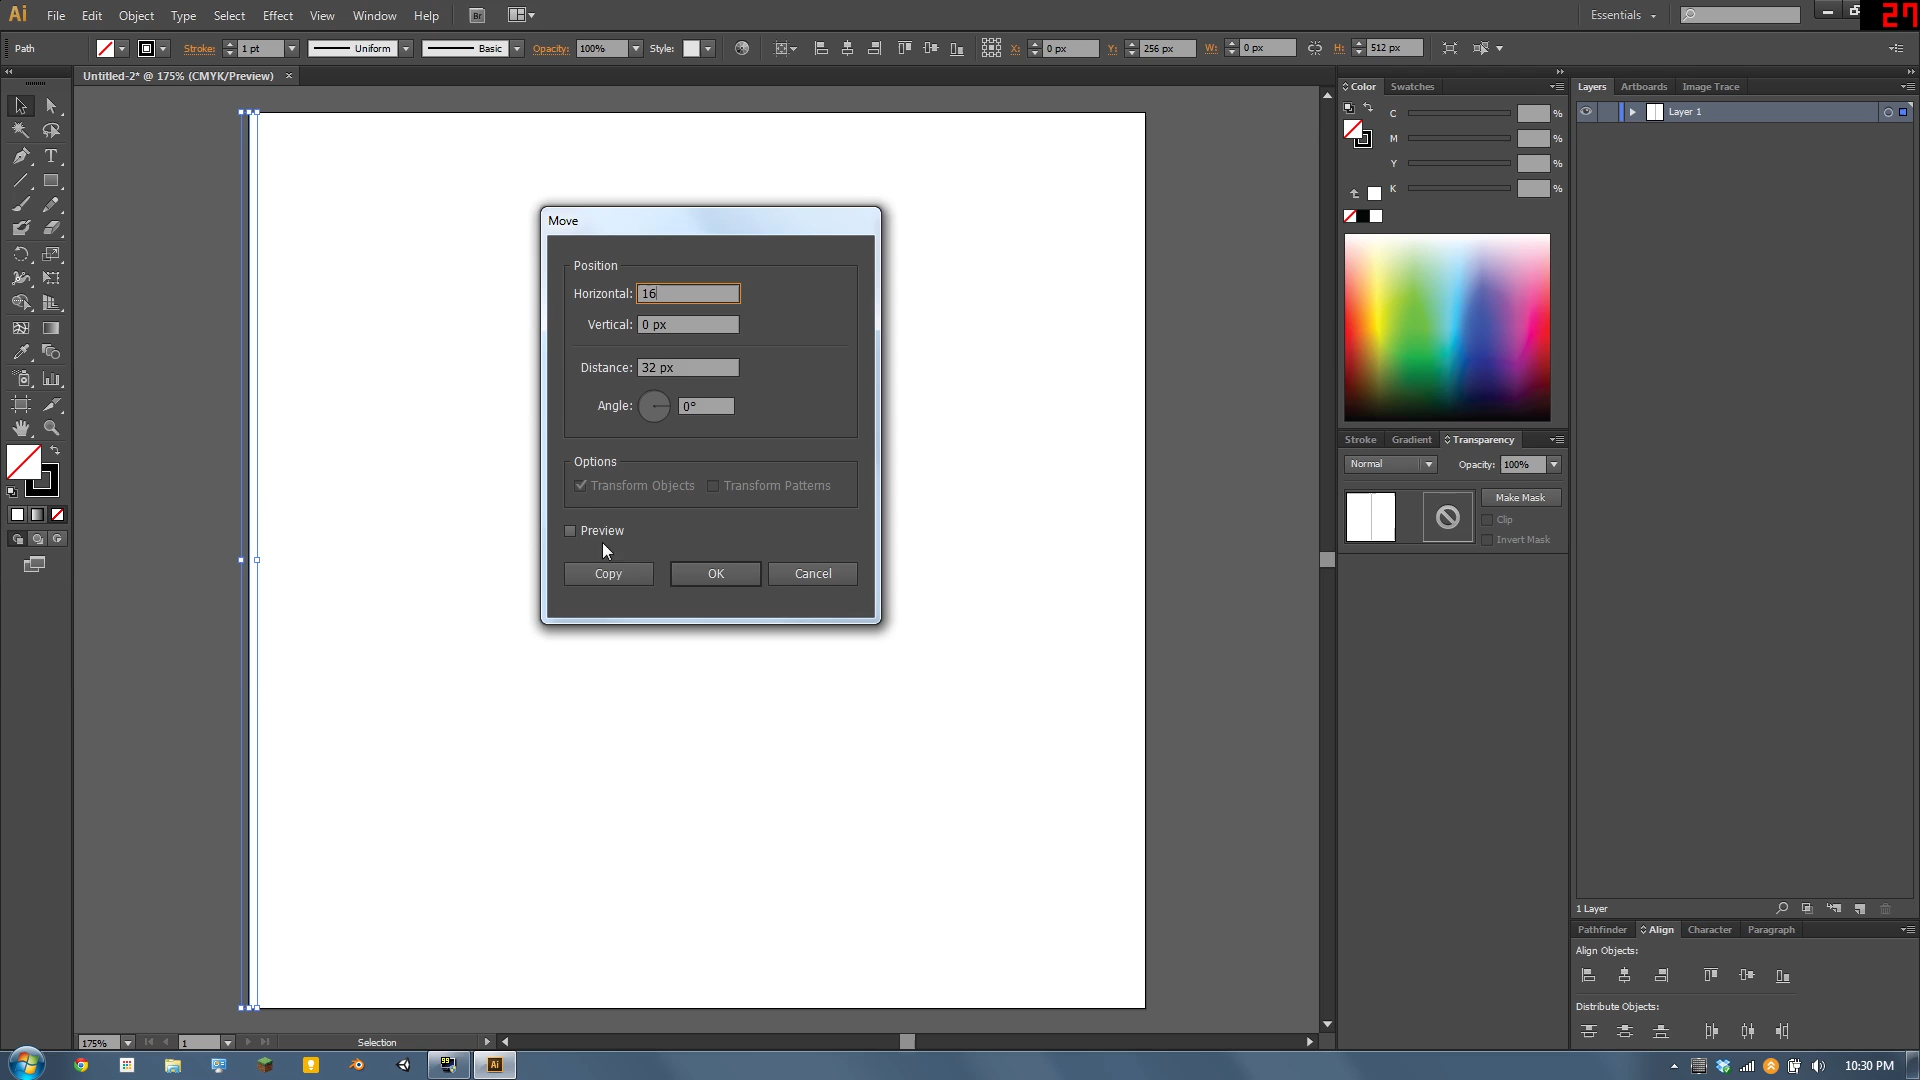 Ai File Edit Object Type Select Effect View Window Help Br Essentials 27
Path Stroke: 1 pt Uniform Basic Opacity: 100% Style: X: 0 px Y: 256 px W: 0 px H: 512 px
Untitled-2* @ 175% (CMYK/Preview) ×
Color Swatches
C %
M %
Y %
K %
Stroke Gradient Transparency
Normal Opacity: 100%
Make Mask
Clip
Invert Mask
Layers Artboards Image Trace
Layer 1
1 Layer
Pathfinder Align Character Paragraph
Align Objects:
Distribute Objects:
Move
Position
Horizontal: 16
Vertical: 0 px
Distance: 32 px
Angle: 0°
Options
Transform Objects Transform Patterns
Preview
Copy OK Cancel
T
175% 1 Selection
99 Ai 10:30 PM